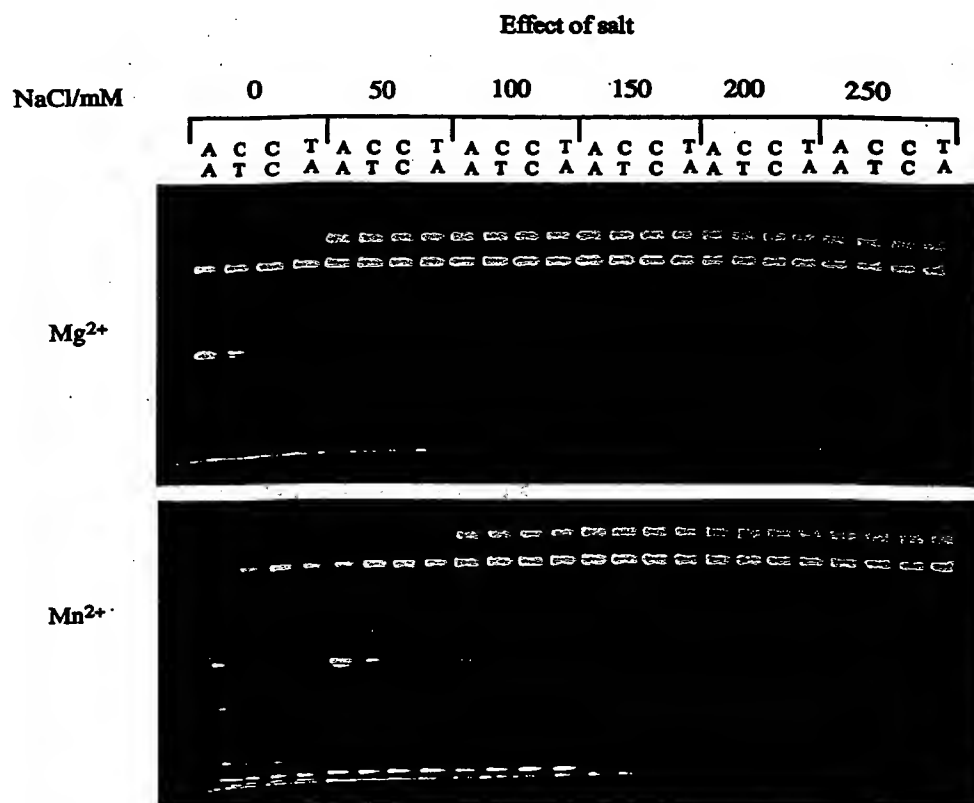 Effect of salt
NaCl/mM 0 50 100 150 200 250
A C C T A C C T A C C T A C C T A C C T A C C T
A T C A A T C A A T C A A T C A A T C A A T C A
Mg2+
Mn2+